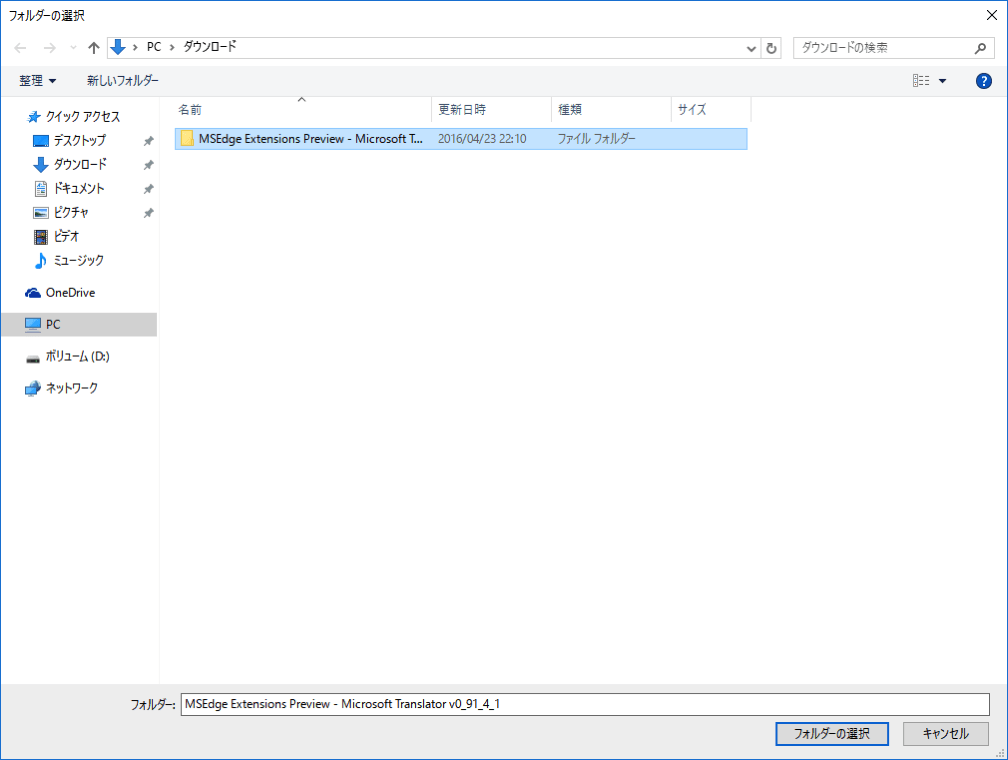 フォルダーの選択
PC › ダウンロード
ダウンロードの検索
整理 新しいフォルダー
名前 更新日時 種類 サイズ
MSEdge Extensions Preview - Microsoft T... 2016/04/23 22:10 ファイル フォルダー
クイック アクセス
デスクトップ
ダウンロード
ドキュメント
ピクチャ
ビデオ
ミュージック
OneDrive
PC
ボリューム (D:)
ネットワーク
フォルダー: MSEdge Extensions Preview - Microsoft Translator v0_91_4_1
フォルダーの選択 キャンセル